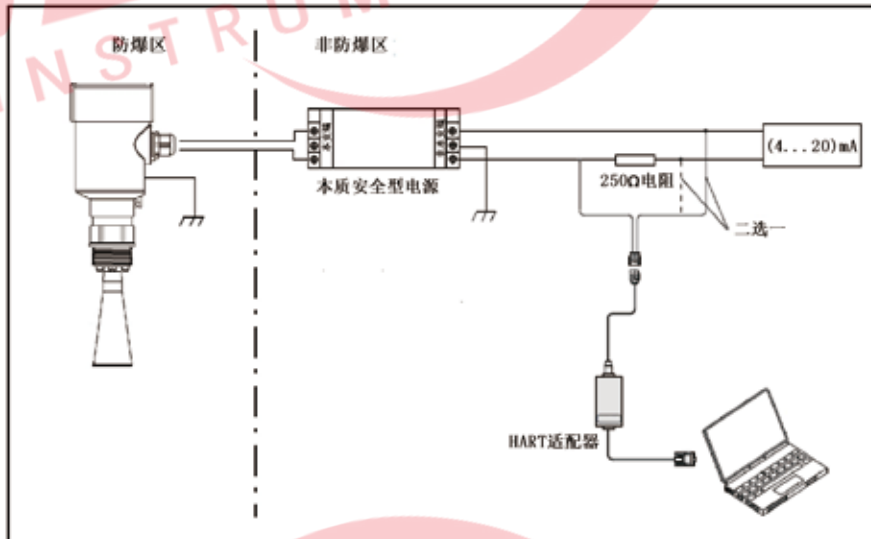 INSTRUM
防爆区
非防爆区
本质安全型电源
250Ω电阻
(4...20)mA
二选一
HART适配器